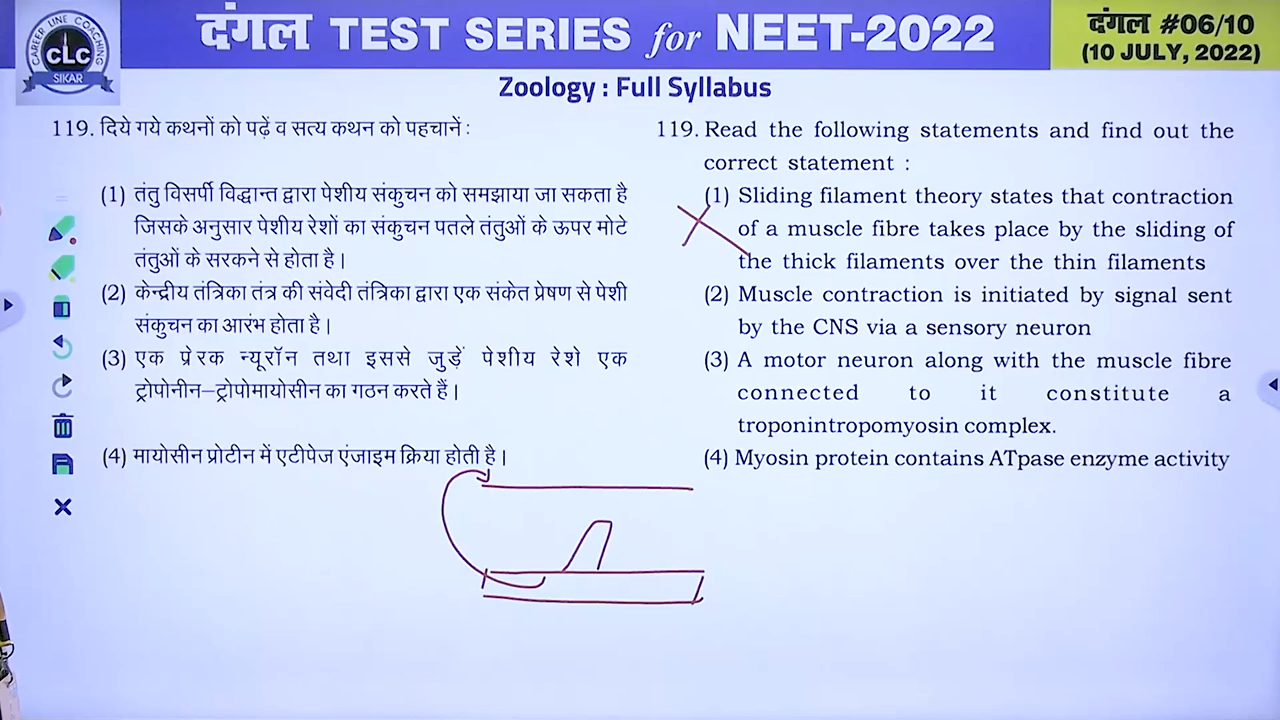 CAREER LINE COACHING
CLC
SIKAR
दंगल TEST SERIES for NEET-2022
दंगल #06/10
(10 JULY, 2022)
Zoology : Full Syllabus
119. दिये गये कथनों को पढ़ें व सत्य कथन को पहचानें :
(1) तंतु विसर्पी विद्धान्त द्वारा पेशीय संकुचन को समझाया जा सकता है
जिसके अनुसार पेशीय रेशों का संकुचन पतले तंतुओं के ऊपर मोटे
तंतुओं के सरकने से होता है।
(2) केन्द्रीय तंत्रिका तंत्र की संवेदी तंत्रिका द्वारा एक संकेत प्रेषण से पेशी
संकुचन का आरंभ होता है।
(3) एक प्रेरक न्यूरॉन तथा इससे जुड़ें पेशीय रेशे एक
ट्रोपोनीन–ट्रोपोमायोसीन का गठन करते हैं।
(4) मायोसीन प्रोटीन में एटीपेज एंजाइम क्रिया होती है।
119. Read the following statements and find out the
correct statement :
(1) Sliding filament theory states that contraction
of a muscle fibre takes place by the sliding of
the thick filaments over the thin filaments
(2) Muscle contraction is initiated by signal sent
by the CNS via a sensory neuron
(3) A motor neuron along with the muscle fibre
connected to it constitute a
troponintropomyosin complex.
(4) Myosin protein contains ATpase enzyme activity